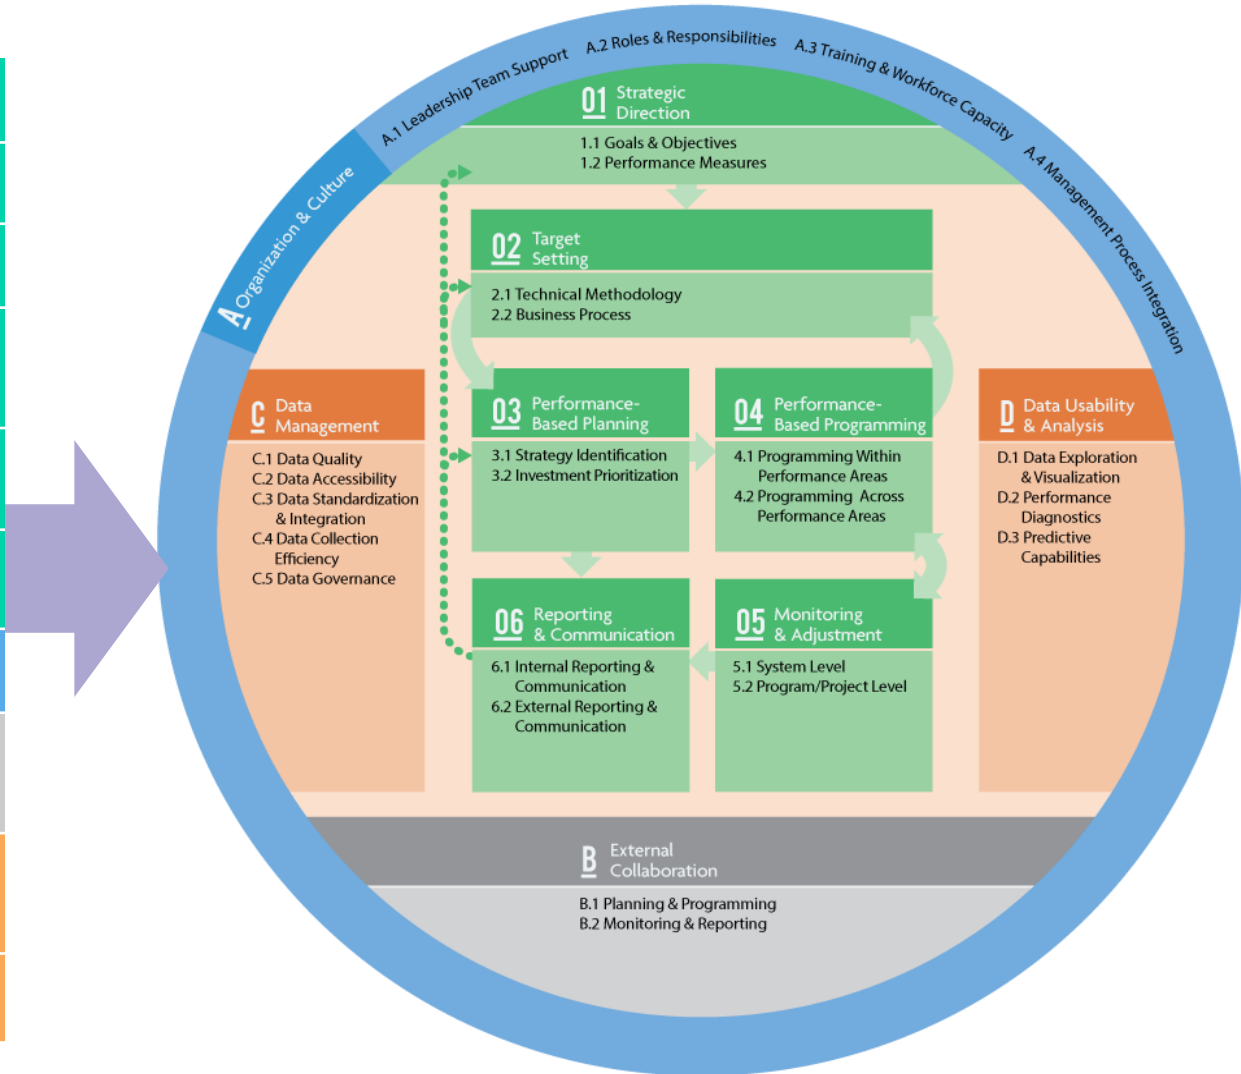 A.1 Leadership Team Support
A.2 Roles & Responsibilities
A.3 Training & Workforce Capacity
A.4 Management Process Integration
A Organization & Culture
01 Strategic
Direction
1.1 Goals & Objectives
1.2 Performance Measures
02 Target
Setting
2.1 Technical Methodology
2.2 Business Process
C Data
Management
C.1 Data Quality
C.2 Data Accessibility
C.3 Data Standardization
& Integration
C.4 Data Collection
Efficiency
C.5 Data Governance
03 Performance-
Based Planning
3.1 Strategy Identification
3.2 Investment Prioritization
04 Performance-
Based Programming
4.1 Programming Within
Performance Areas
4.2 Programming Across
Performance Areas
D Data Usability
& Analysis
D.1 Data Exploration
& Visualization
D.2 Performance
Diagnostics
D.3 Predictive
Capabilities
06 Reporting
& Communication
6.1 Internal Reporting &
Communication
6.2 External Reporting &
Communication
05 Monitoring
& Adjustment
5.1 System Level
5.2 Program/Project Level
B External
Collaboration
B.1 Planning & Programming
B.2 Monitoring & Reporting